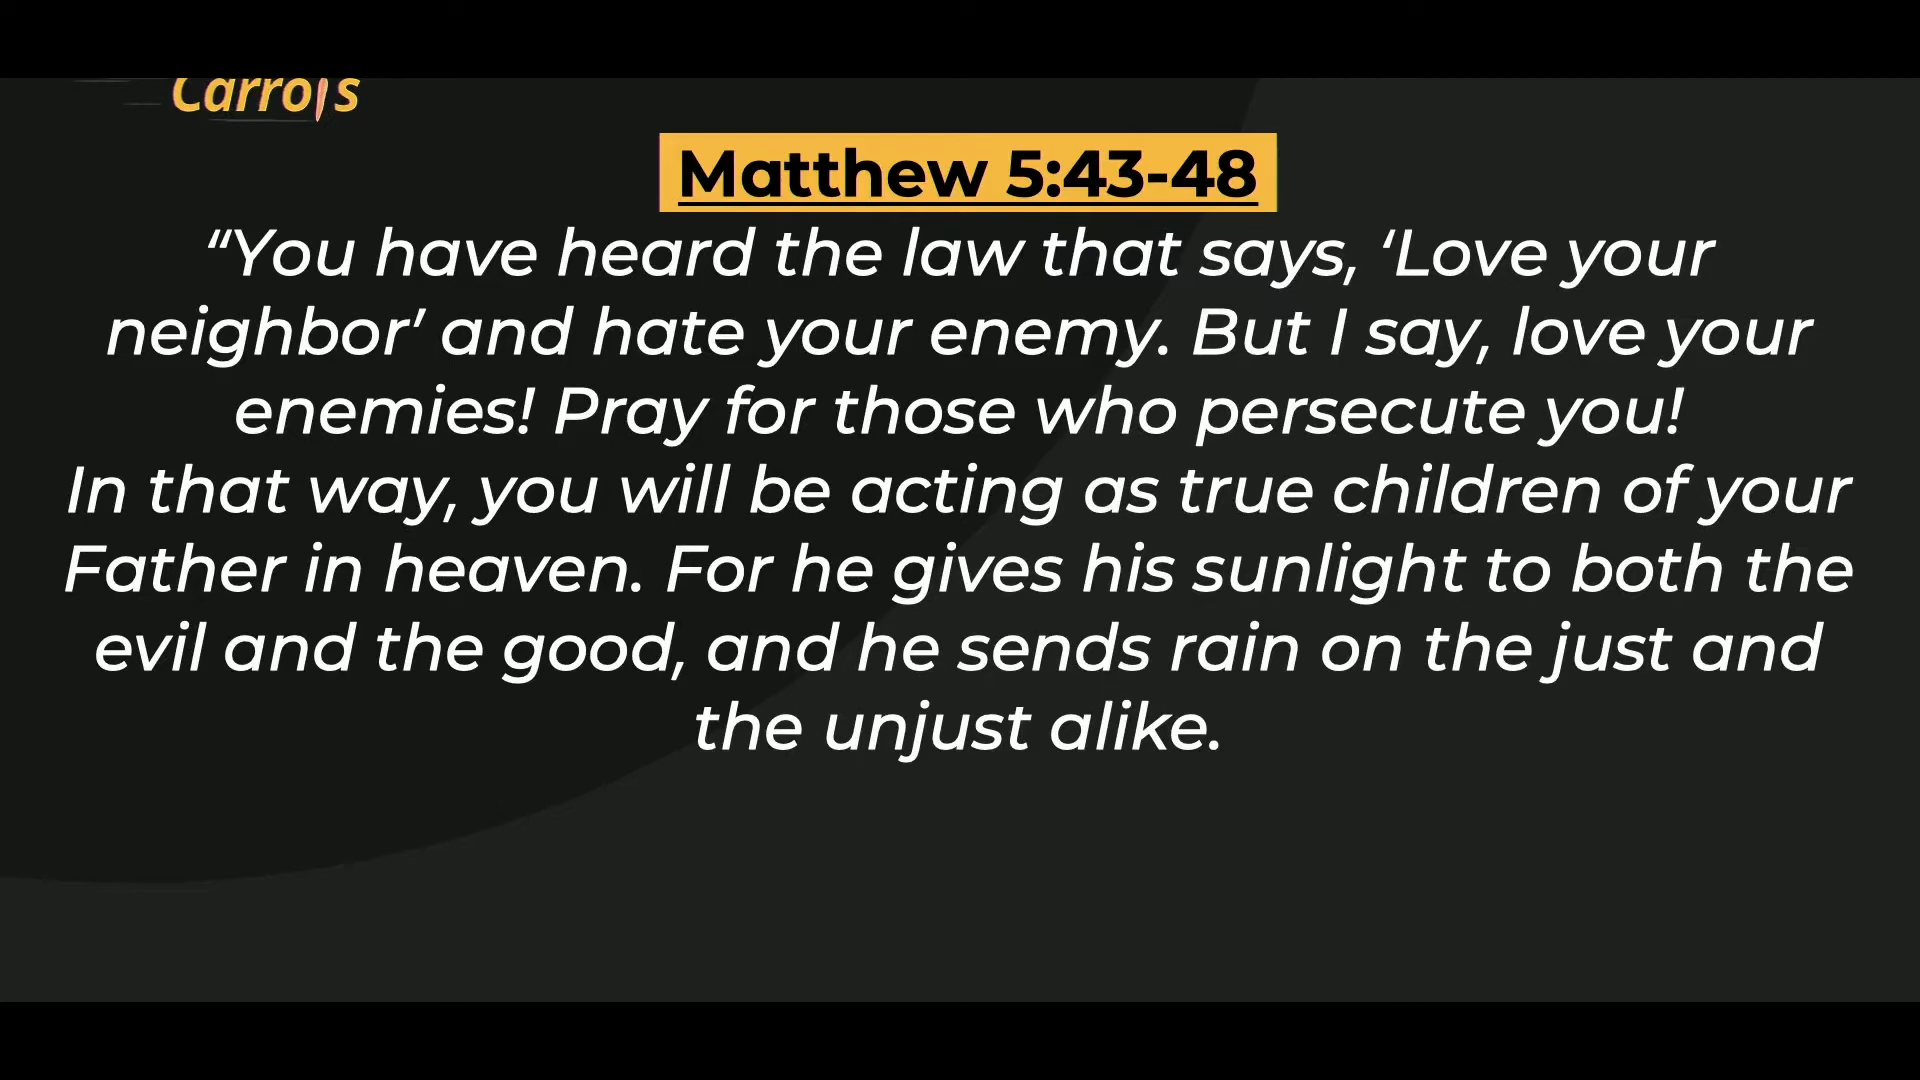 Carrots
Matthew 5:43-48
“You have heard the law that says, ‘Love your
neighbor’ and hate your enemy. But I say, love your
enemies! Pray for those who persecute you!
In that way, you will be acting as true children of your
Father in heaven. For he gives his sunlight to both the
evil and the good, and he sends rain on the just and
the unjust alike.